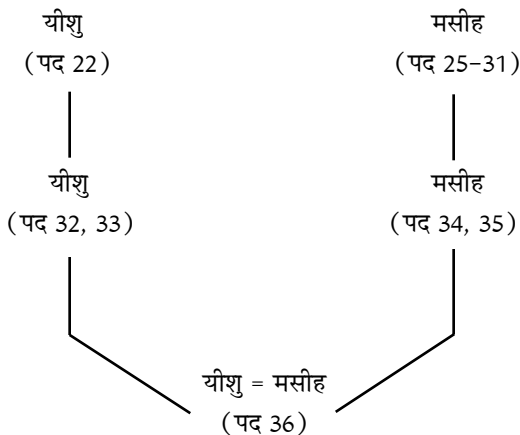 यीशु
(पद 22)
मसीह
(पद 25-31)
यीशु
(पद 32, 33)
मसीह
(पद 34, 35)
यीशु = मसीह
(पद 36)